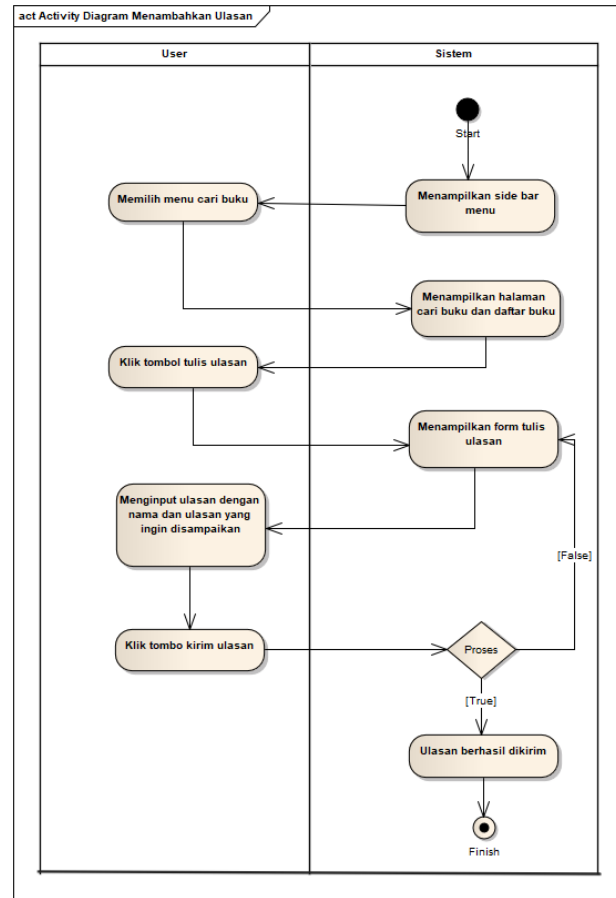 act Activity Diagram Menambahkan Ulasan
User
Sistem
Start
Menampilkan side bar
menu
Memilih menu cari buku
Menampilkan halaman
cari buku dan daftar buku
Klik tombol tulis ulasan
Menampilkan form tulis
ulasan
Menginput ulasan dengan
nama dan ulasan yang
ingin disampaikan
[False]
Klik tombo kirim ulasan
Proses
[True]
Ulasan berhasil dikirim
Finish